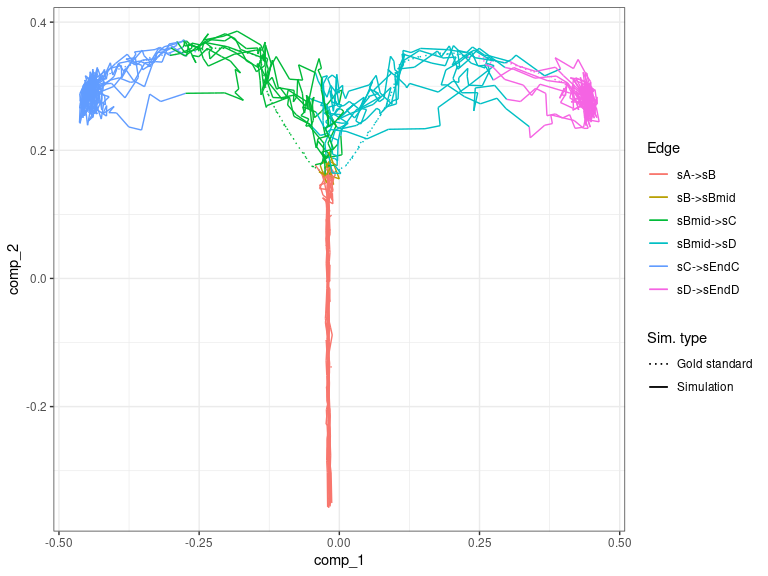 0.4
0.2
0.0
-0.2
comp_2
-0.50
-0.25
0.00
0.25
0.50
comp_1
Edge
sA->sB
sB->sBmid
sBmid->sC
sBmid->sD
sC->sEndC
sD->sEndD
Sim. type
Gold standard
Simulation